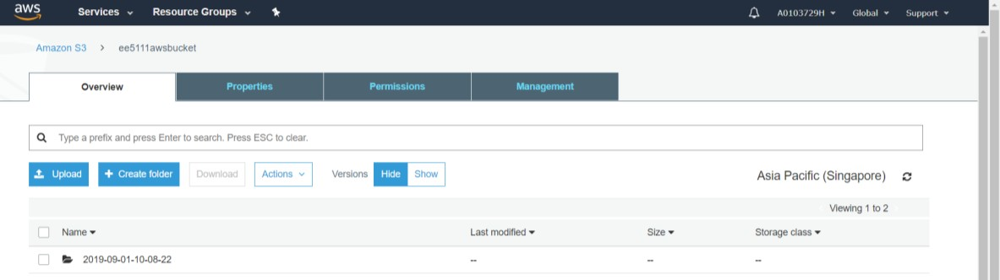 aws Services Resource Groups A0103729H Global Support
Amazon S3 > ee5111awsbucket
Overview Properties Permissions Management
Type a prefix and press Enter to search. Press ESC to clear.
Upload + Create folder Download Actions Versions Hide Show Asia Pacific (Singapore)
Viewing 1 to 2
Name Last modified Size Storage class
2019-09-01-10-08-22 -- -- --